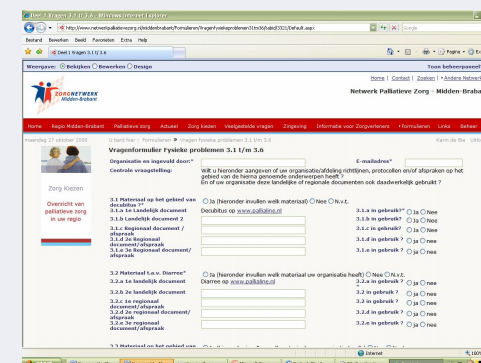 Deel 1 Vragen 3.1 t/ 3.6 - Windows Internet Explorer
http://www.netwerkpalliatievezorg.nl/middenbrabant/Formulieren/Vragenfysiekeproblemen31tm36/tabid/3321/Default.aspx
Google
Bestand Bewerken Beeld Favorieten Extra Help
Deel 1 Vragen 3.1 t/ 3.6
Pagina
Weergave: Bekijken Bewerken Design
Toon beheerpaneel
Home | Contact | Zoeken | Andere Netwerken
ZORGNETWERK
Midden-Brabant
Netwerk Palliatieve Zorg - Midden-Brabant
Home Regio Midden-Brabant Palliatieve zorg Actueel Zorg kiezen Veelgestelde vragen Zingeving Informatie voor Zorgverleners Formulieren Links Beheer
maandag 27 oktober 2008
U bent hier : Formulieren > Vragen fysieke problemen 3.1 t/m 3.6
Karin de Bie
Vragenformulier Fysieke problemen 3.1 t/m 3.6
Organisatie en ingevuld door:*
E-mailadres*
Centrale vraagstelling:
Wilt u hieronder aangeven of uw organisatie/afdeling richtlijnen, protocollen en/of afspraken op het
gebied van de hierna genoemde onderwerpen heeft ?
En of uw organisatie deze landelijke of regionale documenten ook daadwerkelijk gebruikt ?
Zorg Kiezen
Overzicht van
palliatieve zorg
in uw regio
3.1 Materiaal op het gebied van
decubitus ?*
Ja (hieronder invullen welk materiaal) Nee N.v.t.
3.1.a 1e Landelijk document
Decubitus op www.pallialine.nl
3.1.a in gebruik?* Ja Nee
3.1.b Landelijk document 2
3.1.b in gebruik? Ja Nee
3.1.c Regionaal document /
afspraak
3.1.c in gebruik? Ja Nee
3.1.d 2e Regionaal
document/afspraak
3.1.d in gebruik ? ja nee
3.1.e 3e Regionaal document/
afspraak
3.1.e in gebruik ? ja nee
3.2 Materiaal t.a.v. Diarree*
Ja (hieronder invullen welk materiaal uw organisatie heeft) Nee N.v.t.
3.2.a 1e landelijk document
Diarree op www.pallialine.nl
3.2.a in gebruik ?
*
ja nee
3.2.b 2e landelijk document
3.2 in gebruik ? ja nee
3.2.c 1e regionaal
document/afspraak
3.2 in gebruik ? ja nee
3.2.d 2e regionaal document/
afspraak
3.2.d in gebruik ? ja nee
3.2.e 3e regionaal
document/afspraak
3.2.e in gebruik ? ja nee
3.3 Materiaal op het gebied van
Internet